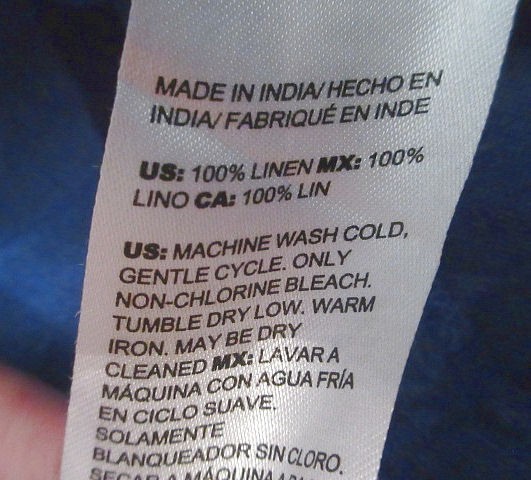 MADE IN INDIA/ HECHO EN
INDIA/ FABRIQUÉ EN INDE
US: 100% LINEN MX: 100%
LINO CA: 100% LIN
US: MACHINE WASH COLD,
GENTLE CYCLE. ONLY
NON-CHLORINE BLEACH.
TUMBLE DRY LOW. WARM
IRON. MAY BE DRY
CLEANED MX: LAVAR A
MÁQUINA CON AGUA FRÍA
EN CICLO SUAVE.
SOLAMENTE
BLANQUEADOR SIN CLORO.
SECAR A MÁQUINA A